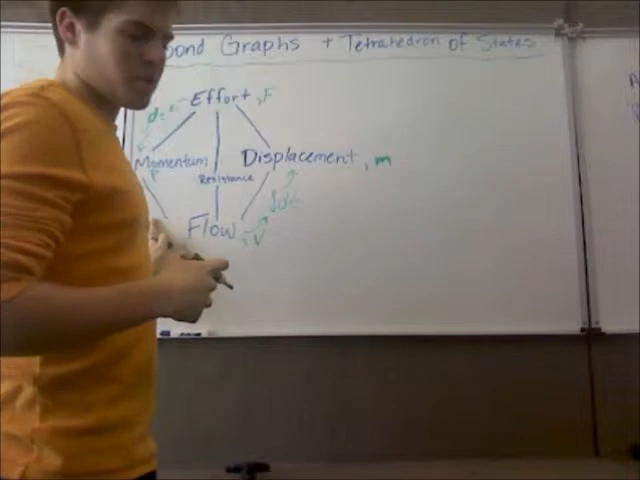 Bond Graphs + Tetrahedron of States
Effort, F
Momentum
P
Displacement, m
Resistance
Flow, V